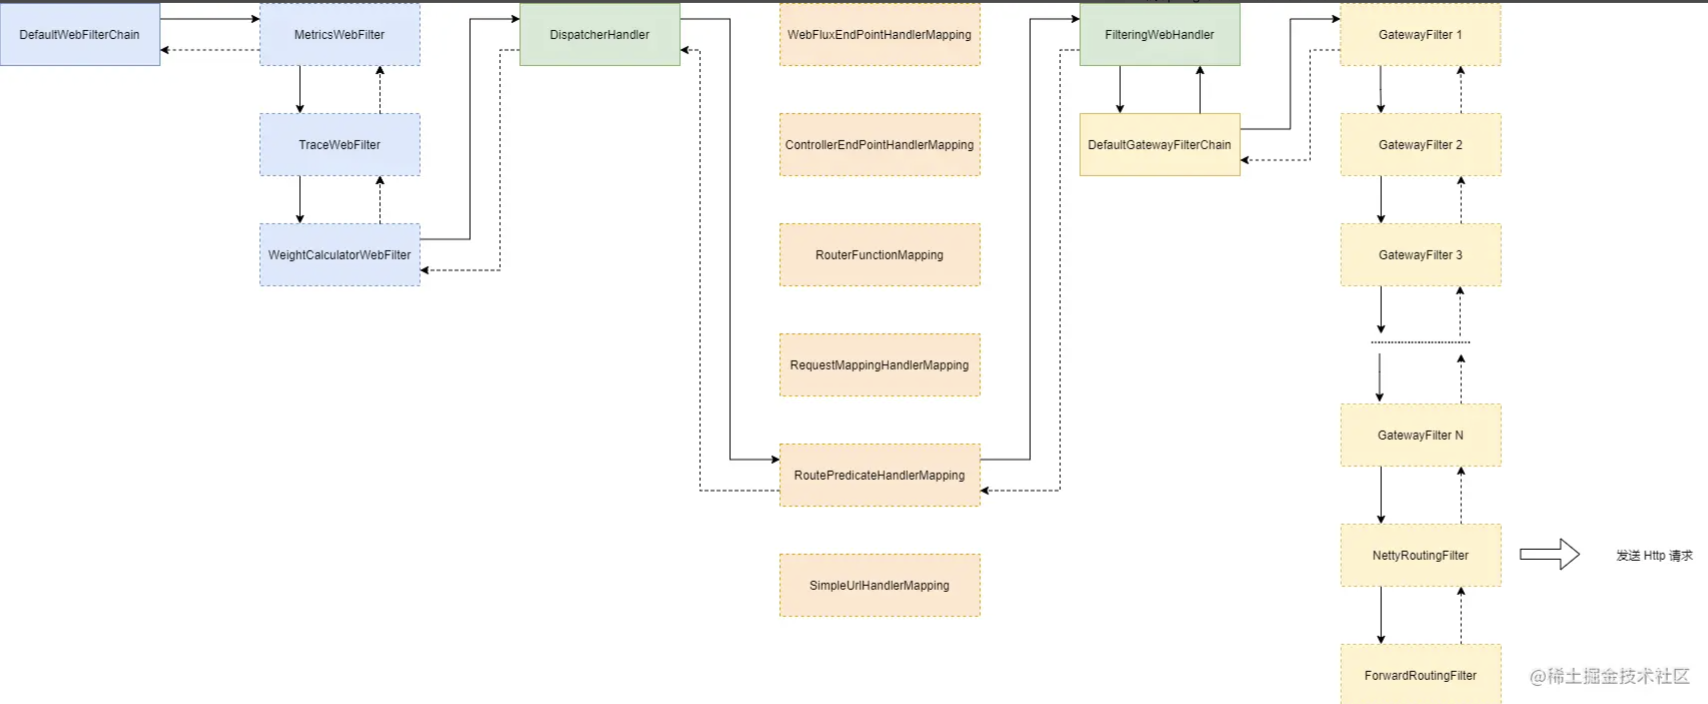 DefaultWebFilterChain
MetricsWebFilter
TraceWebFilter
WeightCalculatorWebFilter
DispatcherHandler
WebFluxEndPointHandlerMapping
ControllerEndPointHandlerMapping
RouterFunctionMapping
RequestMappingHandlerMapping
RoutePredicateHandlerMapping
SimpleUrlHandlerMapping
FilteringWebHandler
DefaultGatewayFilterChain
GatewayFilter 1
GatewayFilter 2
GatewayFilter 3
GatewayFilter N
NettyRoutingFilter
发送 Http 请求
ForwardRoutingFilter
@稀土掘金技术社区